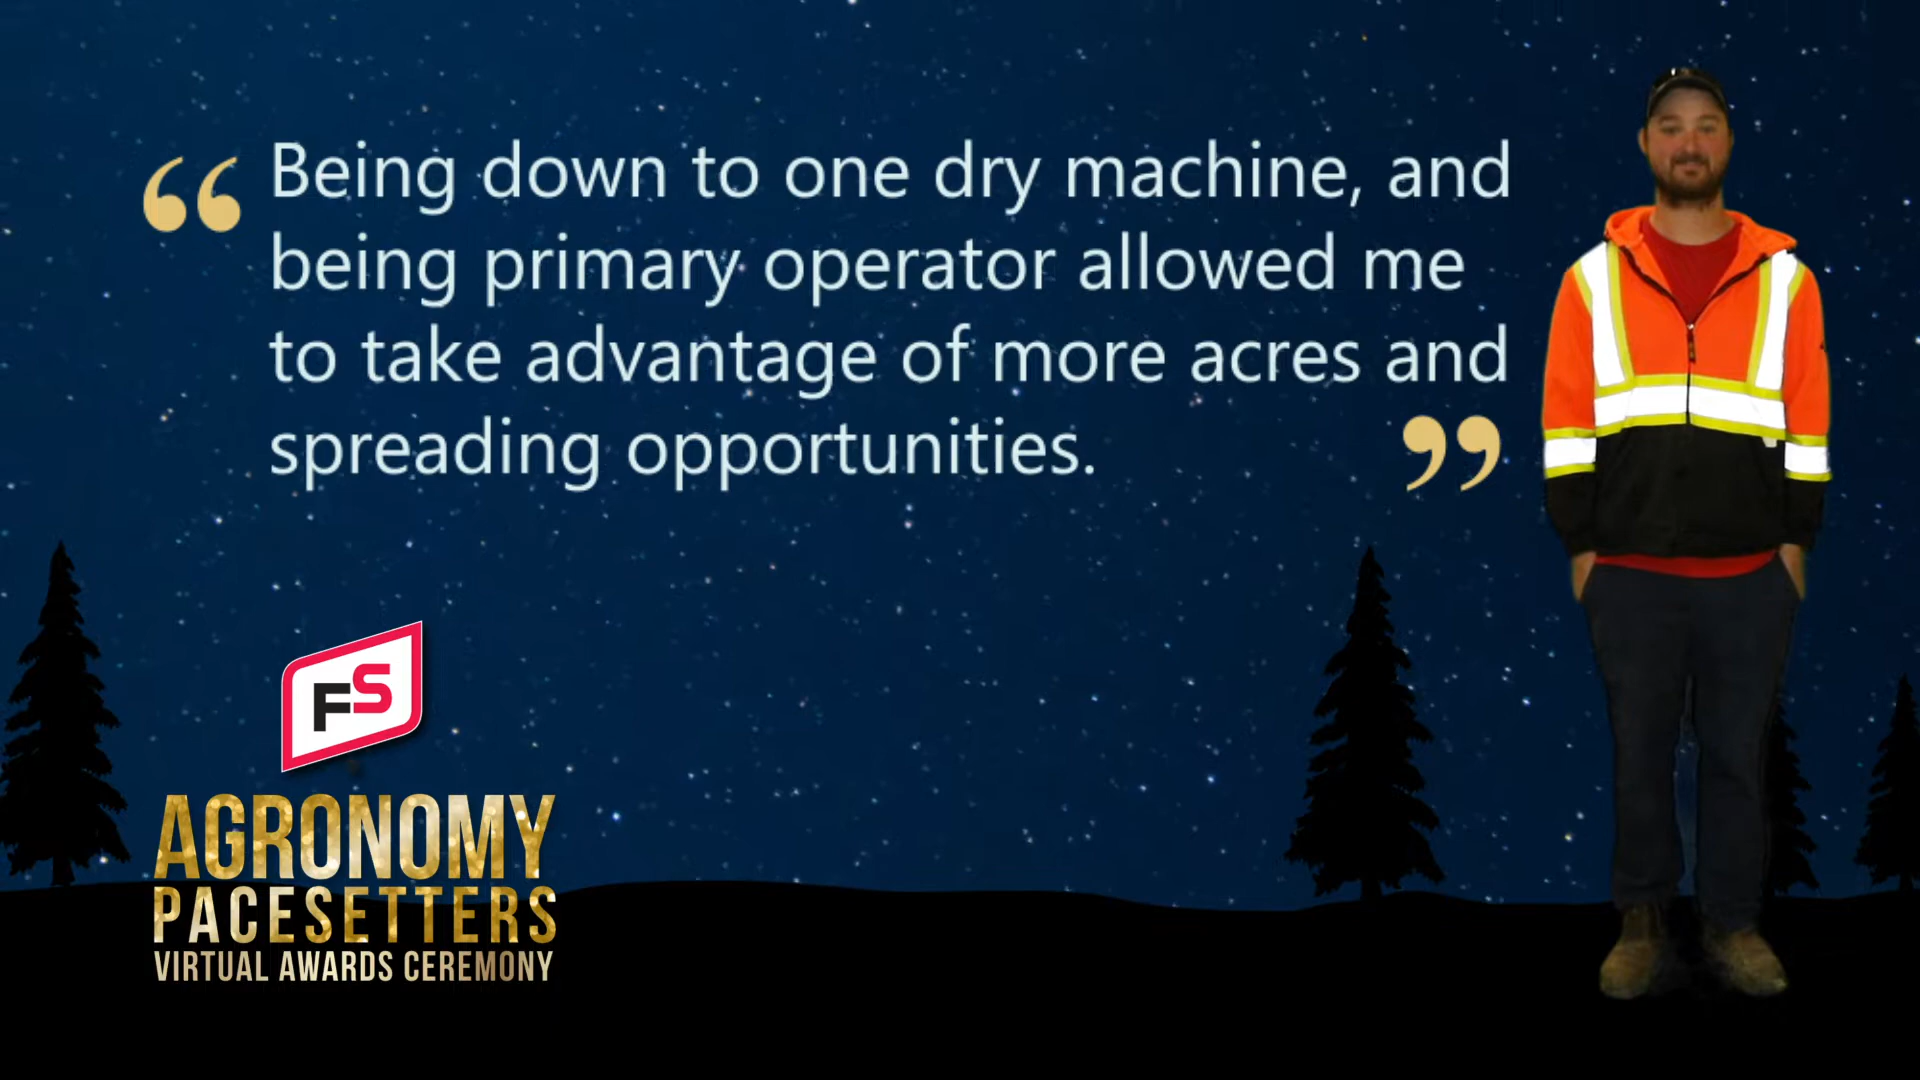 “Being down to one dry machine, and
being primary operator allowed me
to take advantage of more acres and
spreading opportunities.”
FS
AGRONOMY
PACESETTERS
VIRTUAL AWARDS CEREMONY